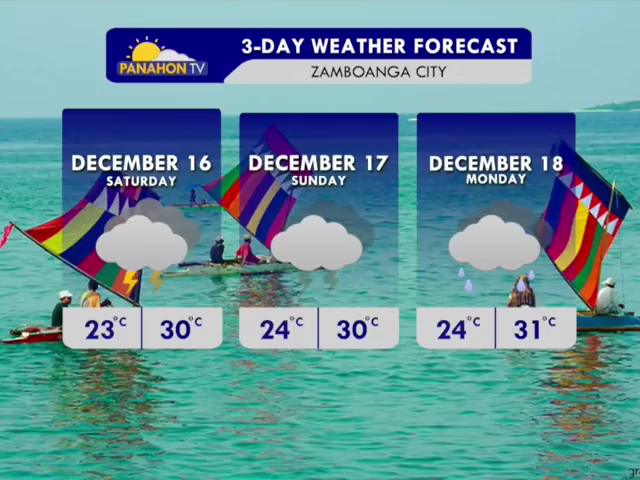 PANAHON TV
3-DAY WEATHER FORECAST
ZAMBOANGA CITY
DECEMBER 16
SATURDAY
23°C
30°C
DECEMBER 17
SUNDAY
24°C
30°C
DECEMBER 18
MONDAY
24°C
31°C